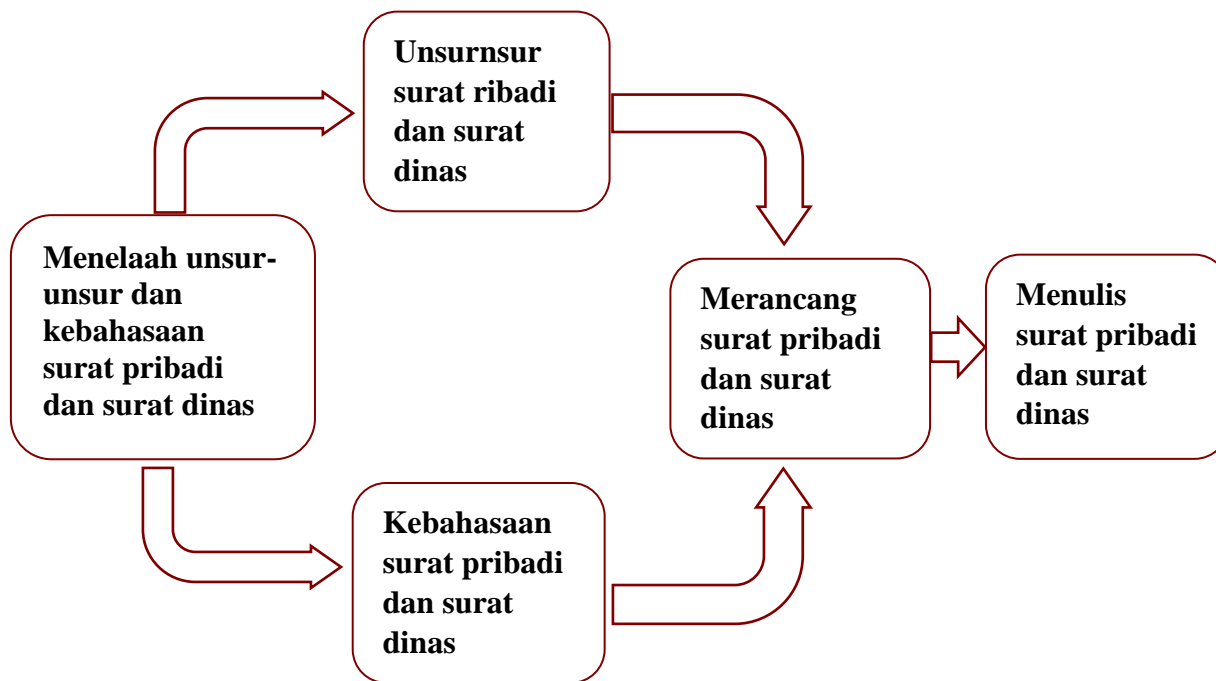 Unsurnsur
surat ribadi
dan surat
dinas
Menelaah unsur-
unsur dan
kebahasaan
surat pribadi
dan surat dinas
Merancang
surat pribadi
dan surat
dinas
Menulis
surat pribadi
dan surat
dinas
Kebahasaan
surat pribadi
dan surat
dinas